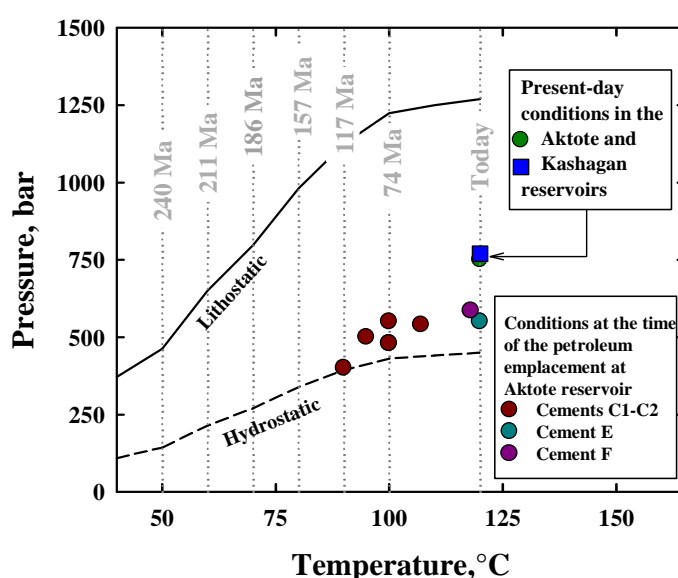 1500
1250
1000
750
500
250
0
Pressure, bar
240 Ma
211 Ma
186 Ma
157 Ma
117 Ma
74 Ma
Today
Lithostatic
Hydrostatic
Present-day
conditions in the
Aktote and
Kashagan
reservoirs
Conditions at the time
of the petroleum
emplacement at
Aktote reservoir
Cements C1-C2
Cement E
Cement F
50
75
100
125
150
Temperature,°C